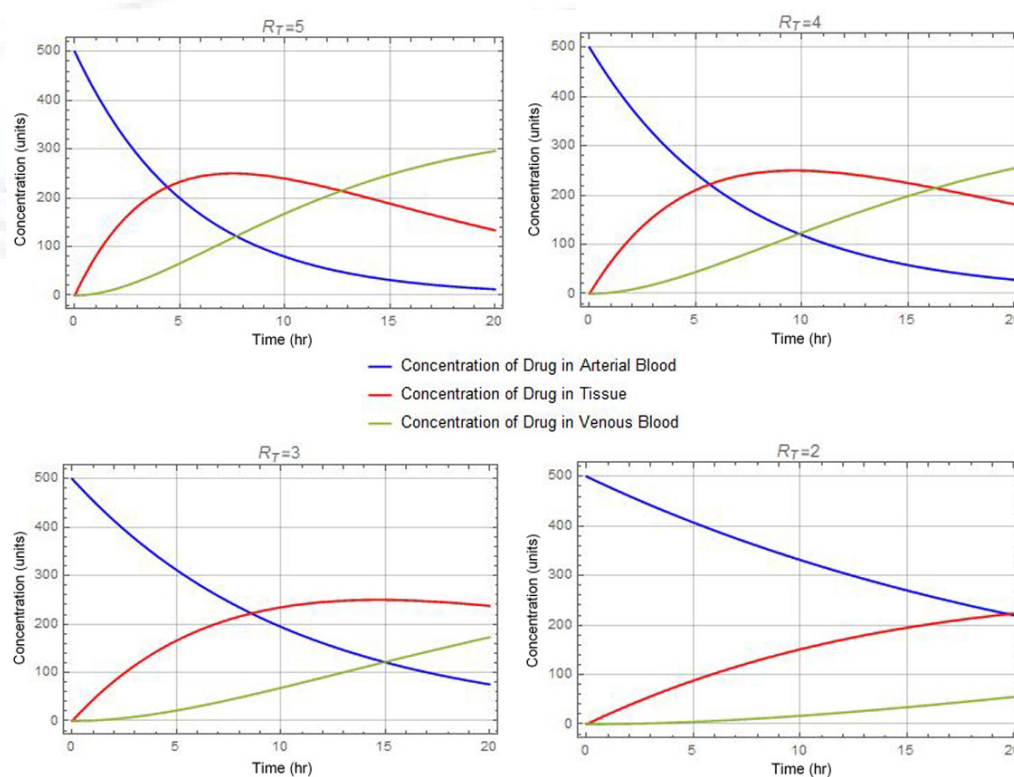 R_T=5
R_T=4
500
400
300
200
100
0
Concentration (units)
0 5 10 15 20
Time (hr)
500
400
300
200
100
0
Concentration (units)
0 5 10 15 20
Time (hr)
Concentration of Drug in Arterial Blood
Concentration of Drug in Tissue
Concentration of Drug in Venous Blood
R_T=3
R_T=2
500
400
300
200
100
0
Concentration (units)
0 5 10 15 20
Time (hr)
500
400
300
200
100
0
Concentration (units)
0 5 10 15 20
Time (hr)